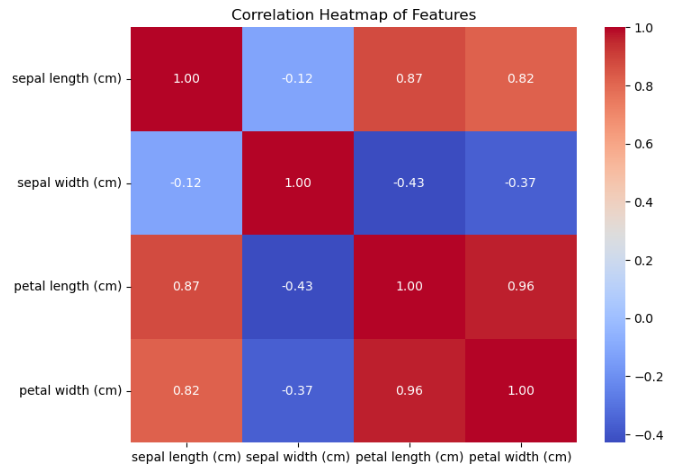 Correlation Heatmap of Features
sepal length (cm) 1.00 -0.12 0.87 0.82
sepal width (cm) -0.12 1.00 -0.43 -0.37
petal length (cm) 0.87 -0.43 1.00 0.96
petal width (cm) 0.82 -0.37 0.96 1.00
sepal length (cm) sepal width (cm) petal length (cm) petal width (cm)
1.0
0.8
0.6
0.4
0.2
0.0
−0.2
−0.4